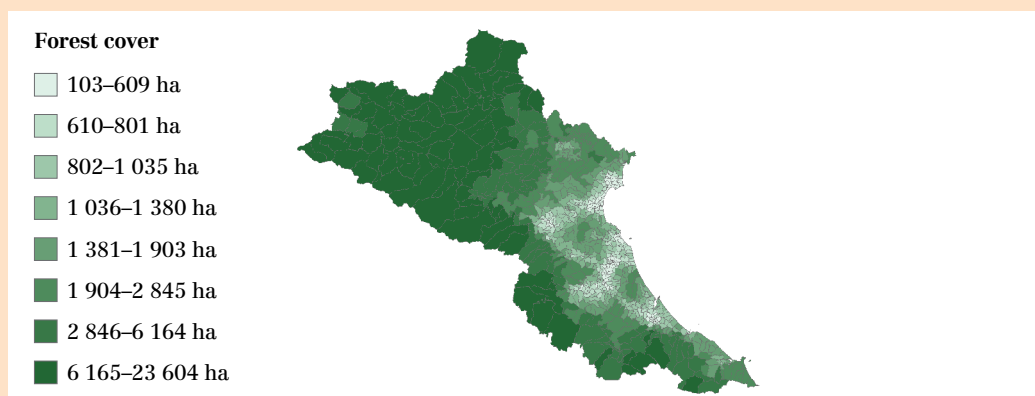 Forest cover
103–609 ha
610–801 ha
802–1 035 ha
1 036–1 380 ha
1 381–1 903 ha
1 904–2 845 ha
2 846–6 164 ha
6 165–23 604 ha